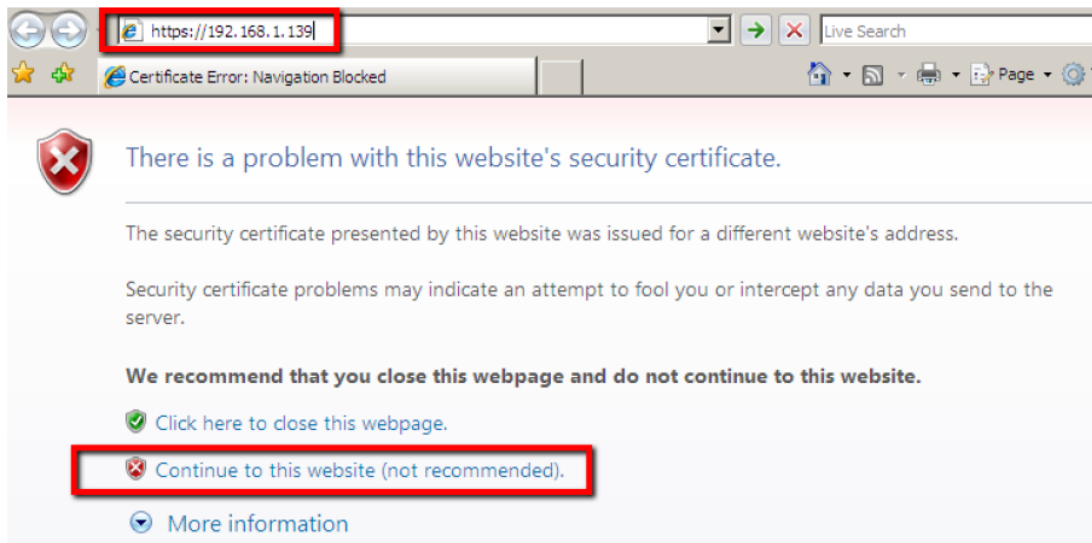 https://192.168.1.139
Live Search
Certificate Error: Navigation Blocked
Page
There is a problem with this website's security certificate.
The security certificate presented by this website was issued for a different website's address.
Security certificate problems may indicate an attempt to fool you or intercept any data you send to the
server.
We recommend that you close this webpage and do not continue to this website.
Click here to close this webpage.
Continue to this website (not recommended).
More information